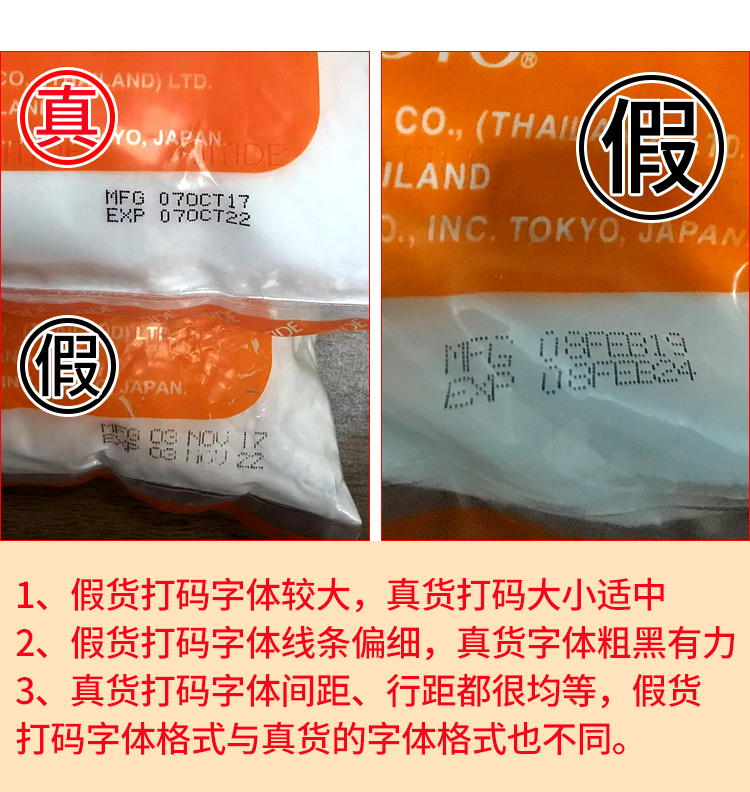 CO., (THAILAND) LTD.
真
TOKYO, JAPAN.
MFG 07OCT17
EXP 07OCT22
LTD.
假
JAPAN.
MFG 03 NOV 17
EXP 03 NOV 22
®
假
CO., (THAILAND) LTD.
ILAND
O., INC. TOKYO, JAPAN
MFG 08FEB19
EXP 08FEB24
1、假货打码字体较大，真货打码大小适中
2、假货打码字体线条偏细，真货字体粗黑有力
3、真货打码字体间距、行距都很均等，假货
打码字体格式与真货的字体格式也不同。